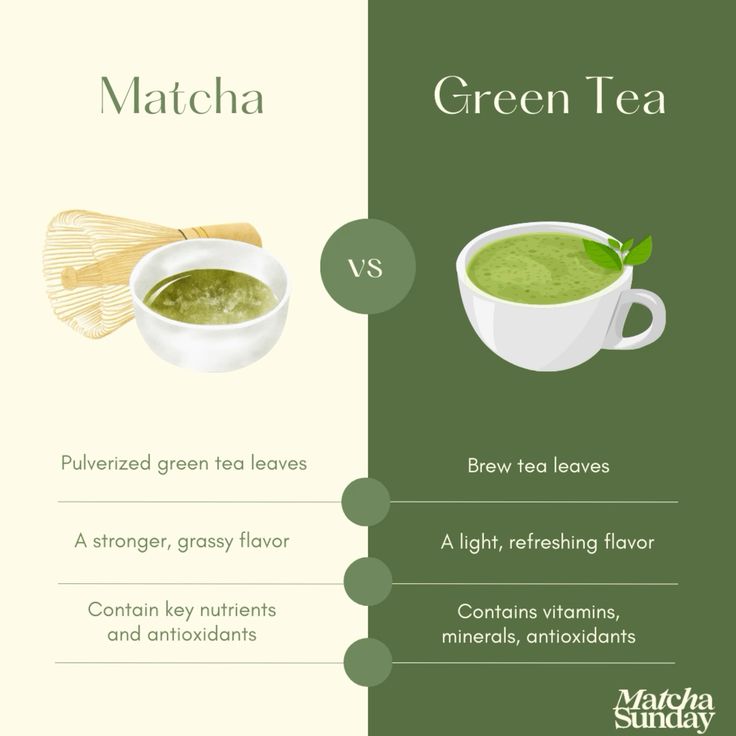 Matcha
Green Tea
vs
Pulverized green tea leaves
Brew tea leaves
A stronger, grassy flavor
A light, refreshing flavor
Contain key nutrients
and antioxidants
Contains vitamins,
minerals, antioxidants
Matcha
Sunday